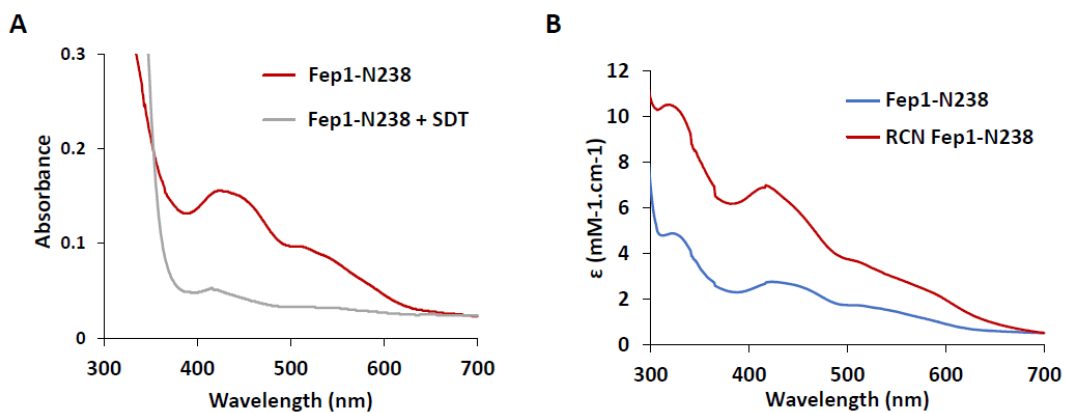 A
0.3
0.2
0.1
0
Absorbance
300 400 500 600 700
Wavelength (nm)
Fep1-N238
Fep1-N238 + SDT
B
12
10
8
6
4
2
0
ε (mM-1.cm-1)
300 400 500 600 700
Wavelength (nm)
Fep1-N238
RCN Fep1-N238